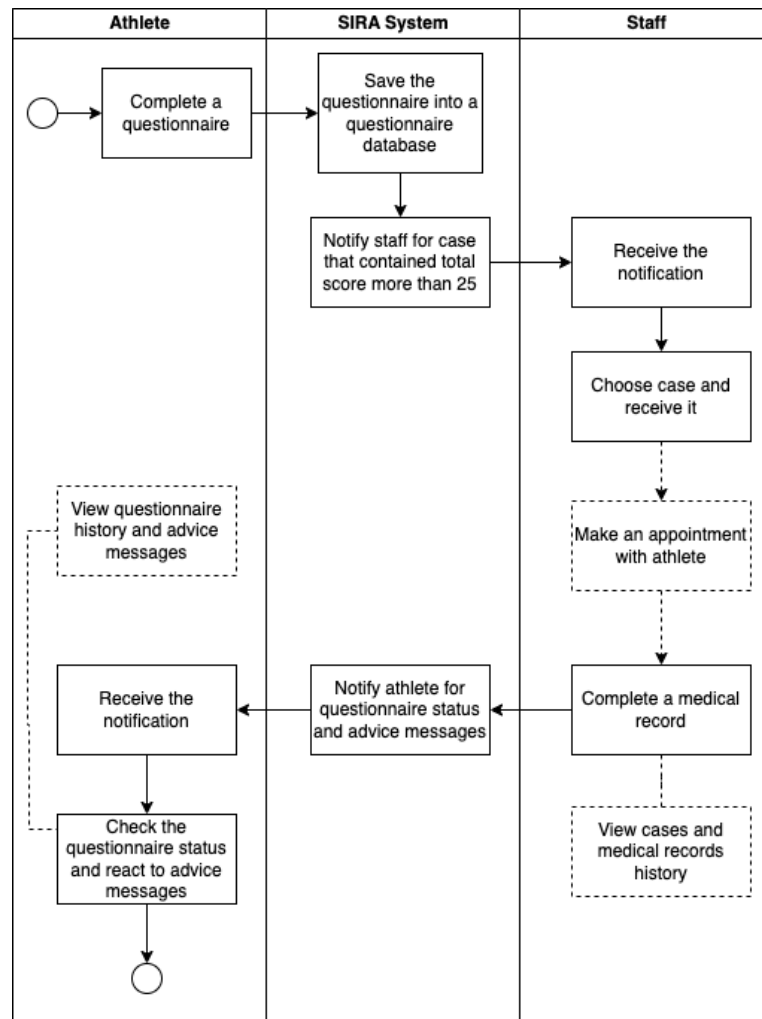 Athlete
SIRA System
Staff
Complete a
questionnaire
Save the
questionnaire into a
questionnaire
database
Notify staff for case
that contained total
score more than 25
Receive the
notification
Choose case and
receive it
View questionnaire
history and advice
messages
Make an appointment
with athlete
Receive the
notification
Notify athlete for
questionnaire status
and advice messages
Complete a medical
record
Check the
questionnaire status
and react to advice
messages
View cases and
medical records
history